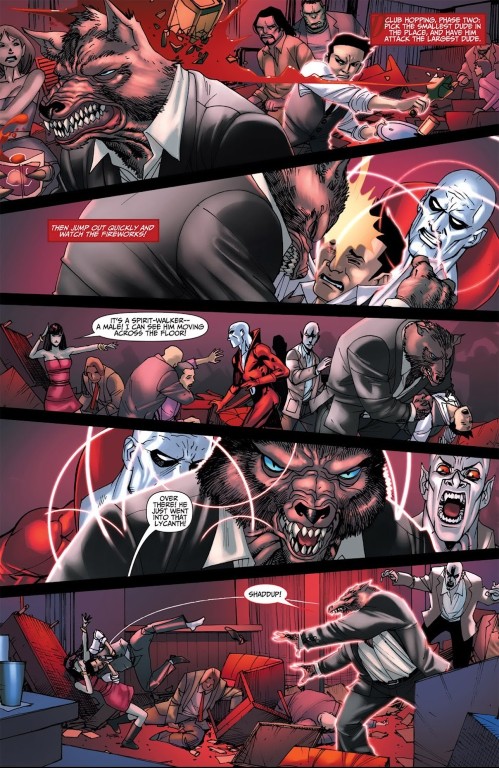 CLUB HOPPING, PHASE TWO:
PICK THE SMALLEST DUDE IN
THE PLACE, AND HAVE HIM
ATTACK THE LARGEST DUDE.
THEN JUMP OUT QUICKLY AND
WATCH THE FIREWORKS!
IT'S A SPIRIT-WALKER--
A MALE! I CAN SEE HIM MOVING
ACROSS THE FLOOR!
OVER
THERE! HE
JUST WENT
INTO THAT
LYCANTH!
SHADDUP!